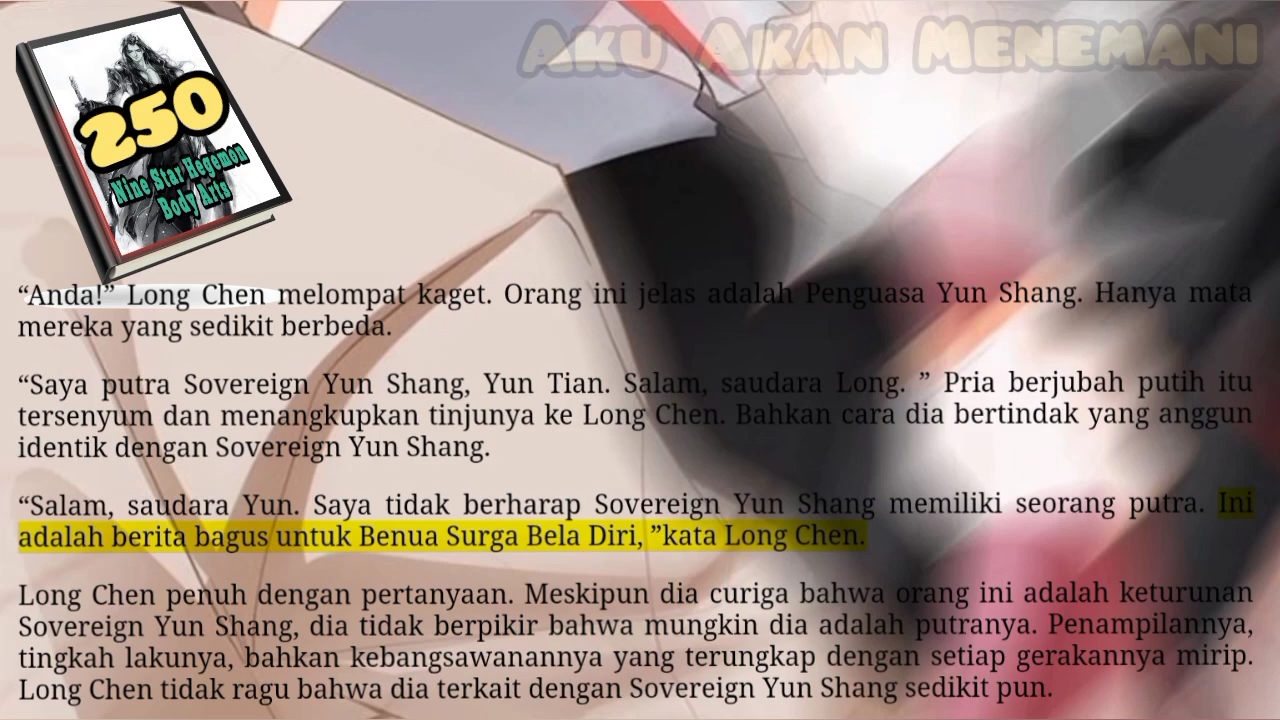 Aku Akan Menemani
250
Nine Star Hegemon
Body Arts
“Anda!” Long Chen melompat kaget. Orang ini jelas adalah Penguasa Yun Shang. Hanya mata
mereka yang sedikit berbeda.
“Saya putra Sovereign Yun Shang, Yun Tian. Salam, saudara Long. ” Pria berjubah putih itu
tersenyum dan menangkupkan tinjunya ke Long Chen. Bahkan cara dia bertindak yang anggun
identik dengan Sovereign Yun Shang.
“Salam, saudara Yun. Saya tidak berharap Sovereign Yun Shang memiliki seorang putra. Ini
adalah berita bagus untuk Benua Surga Bela Diri, ”kata Long Chen.
Long Chen penuh dengan pertanyaan. Meskipun dia curiga bahwa orang ini adalah keturunan
Sovereign Yun Shang, dia tidak berpikir bahwa mungkin dia adalah putranya. Penampilannya,
tingkah lakunya, bahkan kebangsawanannya yang terungkap dengan setiap gerakannya mirip.
Long Chen tidak ragu bahwa dia terkait dengan Sovereign Yun Shang sedikit pun.